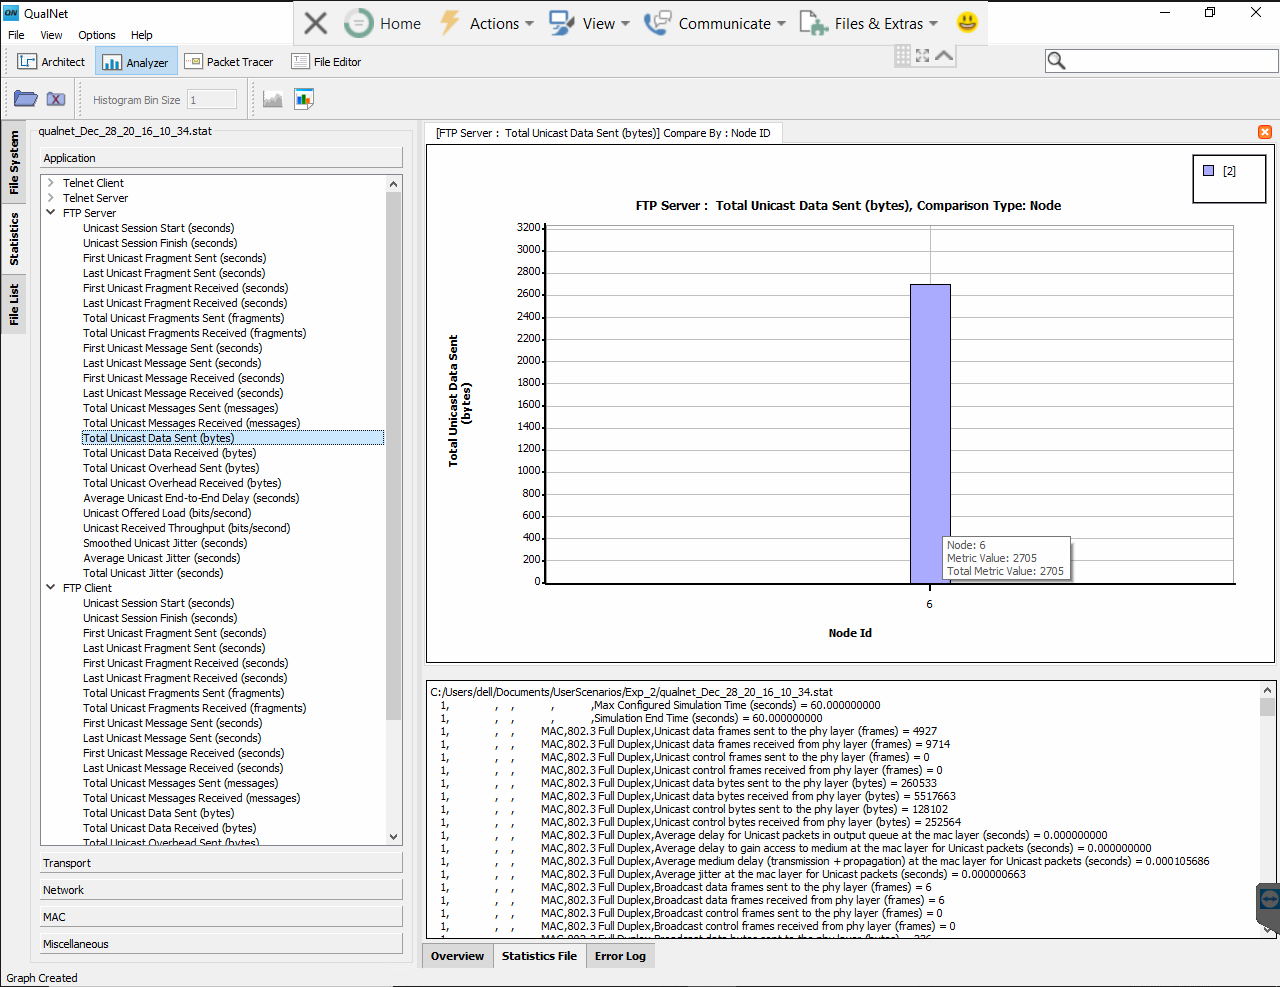 QN QualNet
Home Actions View Communicate Files & Extras
File View Options Help
Architect Analyzer Packet Tracer File Editor
Histogram Bin Size 1
File System
Statistics
File List
qualnet_Dec_28_20_16_10_34.stat
Application
Telnet Client
Telnet Server
FTP Server
Unicast Session Start (seconds)
Unicast Session Finish (seconds)
First Unicast Fragment Sent (seconds)
Last Unicast Fragment Sent (seconds)
First Unicast Fragment Received (seconds)
Last Unicast Fragment Received (seconds)
Total Unicast Fragments Sent (fragments)
Total Unicast Fragments Received (fragments)
First Unicast Message Sent (seconds)
Last Unicast Message Sent (seconds)
First Unicast Message Received (seconds)
Last Unicast Message Received (seconds)
Total Unicast Messages Sent (messages)
Total Unicast Messages Received (messages)
Total Unicast Data Sent (bytes)
Total Unicast Data Received (bytes)
Total Unicast Overhead Sent (bytes)
Total Unicast Overhead Received (bytes)
Average Unicast End-to-End Delay (seconds)
Unicast Offered Load (bits/second)
Unicast Received Throughput (bits/second)
Smoothed Unicast Jitter (seconds)
Average Unicast Jitter (seconds)
Total Unicast Jitter (seconds)
FTP Client
Unicast Session Start (seconds)
Unicast Session Finish (seconds)
First Unicast Fragment Sent (seconds)
Last Unicast Fragment Sent (seconds)
First Unicast Fragment Received (seconds)
Last Unicast Fragment Received (seconds)
Total Unicast Fragments Sent (fragments)
Total Unicast Fragments Received (fragments)
First Unicast Message Sent (seconds)
Last Unicast Message Sent (seconds)
First Unicast Message Received (seconds)
Last Unicast Message Received (seconds)
Total Unicast Messages Sent (messages)
Total Unicast Messages Received (messages)
Total Unicast Data Sent (bytes)
Total Unicast Data Received (bytes)
Total Unicast Overhead Sent (bytes)
Transport
Network
MAC
Miscellaneous
[FTP Server : Total Unicast Data Sent (bytes)] Compare By : Node ID
[2]
FTP Server : Total Unicast Data Sent (bytes), Comparison Type: Node
3200
3000
2800
2600
2400
2200
2000
1800
1600
1400
1200
1000
800
600
400
200
0
Total Unicast Data Sent
(bytes)
Node: 6
Metric Value: 2705
Total Metric Value: 2705
6
Node Id
C:/Users/dell/Documents/UserScenarios/Exp_2/qualnet_Dec_28_20_16_10_34.stat
1, , , , ,Max Configured Simulation Time (seconds) = 60.000000000
1, , , , ,Simulation End Time (seconds) = 60.000000000
1, , , MAC,802.3 Full Duplex,Unicast data frames sent to the phy layer (frames) = 4927
1, , , MAC,802.3 Full Duplex,Unicast data frames received from phy layer (frames) = 9714
1, , , MAC,802.3 Full Duplex,Unicast control frames sent to the phy layer (frames) = 0
1, , , MAC,802.3 Full Duplex,Unicast control frames received from phy layer (frames) = 0
1, , , MAC,802.3 Full Duplex,Unicast data bytes sent to the phy layer (bytes) = 260533
1, , , MAC,802.3 Full Duplex,Unicast data bytes received from phy layer (bytes) = 5517663
1, , , MAC,802.3 Full Duplex,Unicast control bytes sent to the phy layer (bytes) = 128102
1, , , MAC,802.3 Full Duplex,Unicast control bytes received from phy layer (bytes) = 252564
1, , , MAC,802.3 Full Duplex,Average delay for Unicast packets in output queue at the mac layer (seconds) = 0.000000000
1, , , MAC,802.3 Full Duplex,Average delay to gain access to medium at the mac layer for Unicast packets (seconds) = 0.000000000
1, , , MAC,802.3 Full Duplex,Average medium delay (transmission + propagation) at the mac layer for Unicast packets (seconds) = 0.000105686
1, , , MAC,802.3 Full Duplex,Average jitter at the mac layer for Unicast packets (seconds) = 0.000000663
1, , , MAC,802.3 Full Duplex,Broadcast data frames sent to the phy layer (frames) = 6
1, , , MAC,802.3 Full Duplex,Broadcast data frames received from phy layer (frames) = 6
1, , , MAC,802.3 Full Duplex,Broadcast control frames sent to the phy layer (frames) = 0
1, , , MAC,802.3 Full Duplex,Broadcast control frames received from phy layer (frames) = 0
Overview Statistics File Error Log
Graph Created